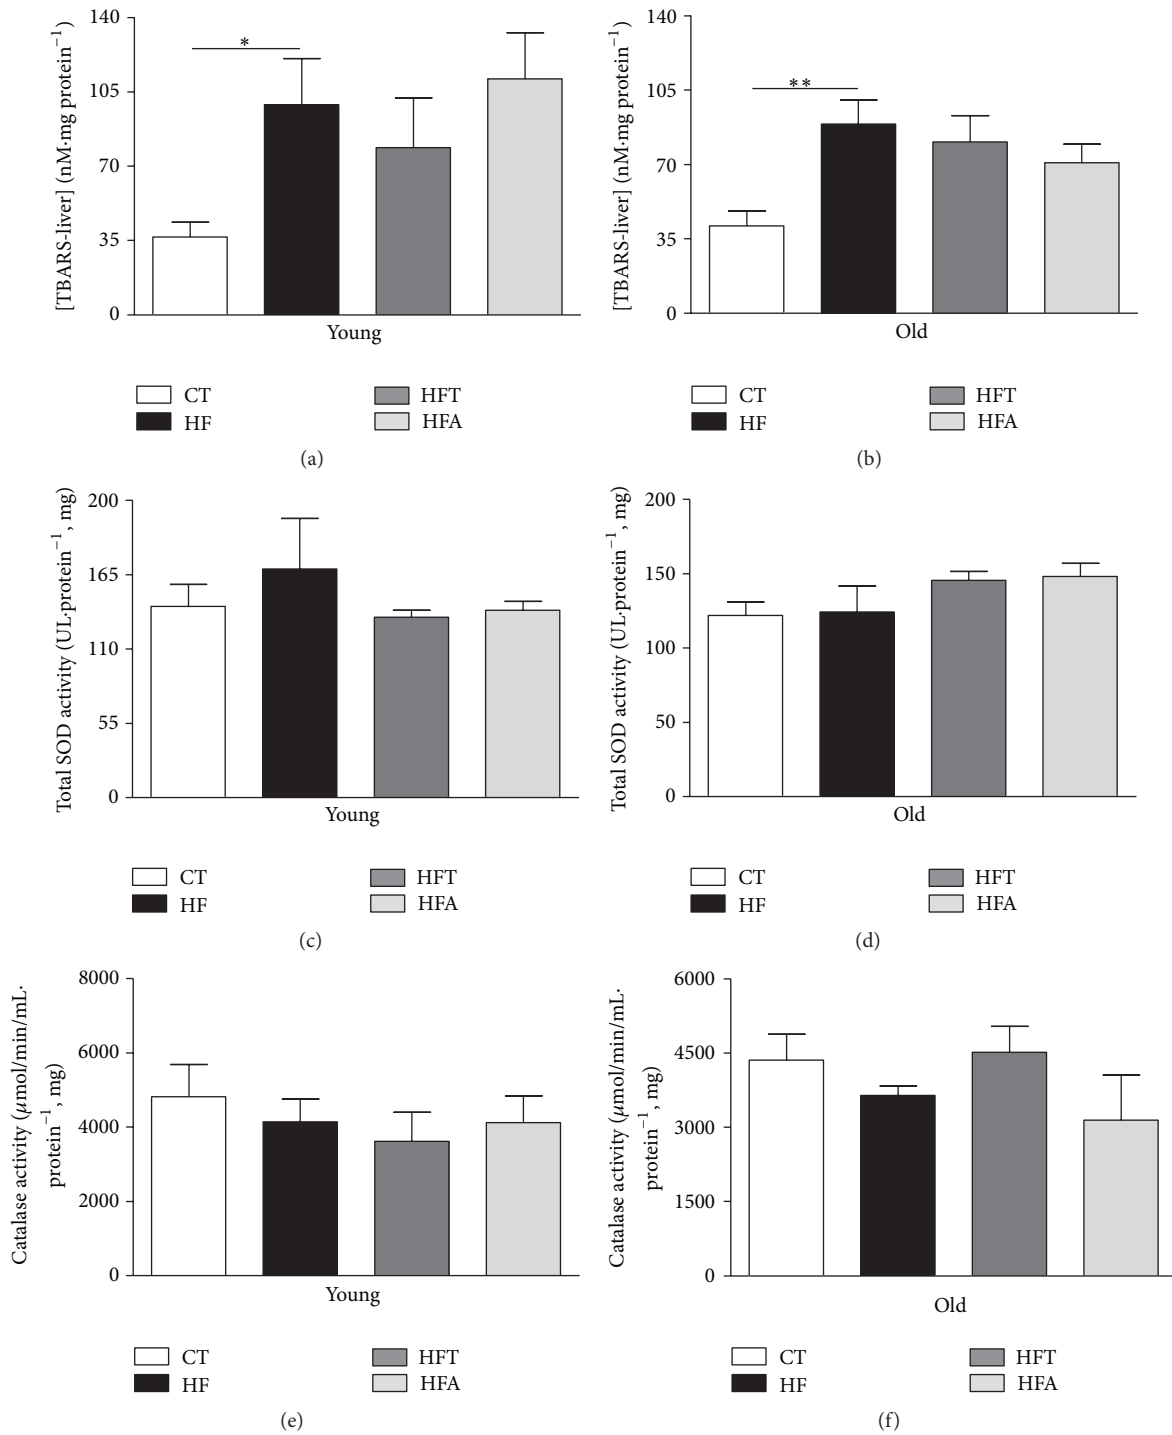 [TBARS-liver] (nM·mg protein⁻¹)
140
105
70
35
0
*
Young
CT
HF
HFT
HFA
(a)
[TBARS-liver] (nM·mg protein⁻¹)
140
105
70
35
0
**
Old
CT
HF
HFT
HFA
(b)
Total SOD activity (UL·protein⁻¹, mg)
200
165
110
55
0
Young
CT
HF
HFT
HFA
(c)
Total SOD activity (UL·protein⁻¹, mg)
200
150
100
50
0
Old
CT
HF
HFT
HFA
(d)
Catalase activity (μmol/min/mL·
protein⁻¹, mg)
8000
6000
4000
2000
0
Young
CT
HF
HFT
HFA
(e)
Catalase activity (μmol/min/mL·
protein⁻¹, mg)
6000
4500
3000
1500
0
Old
CT
HF
HFT
HFA
(f)